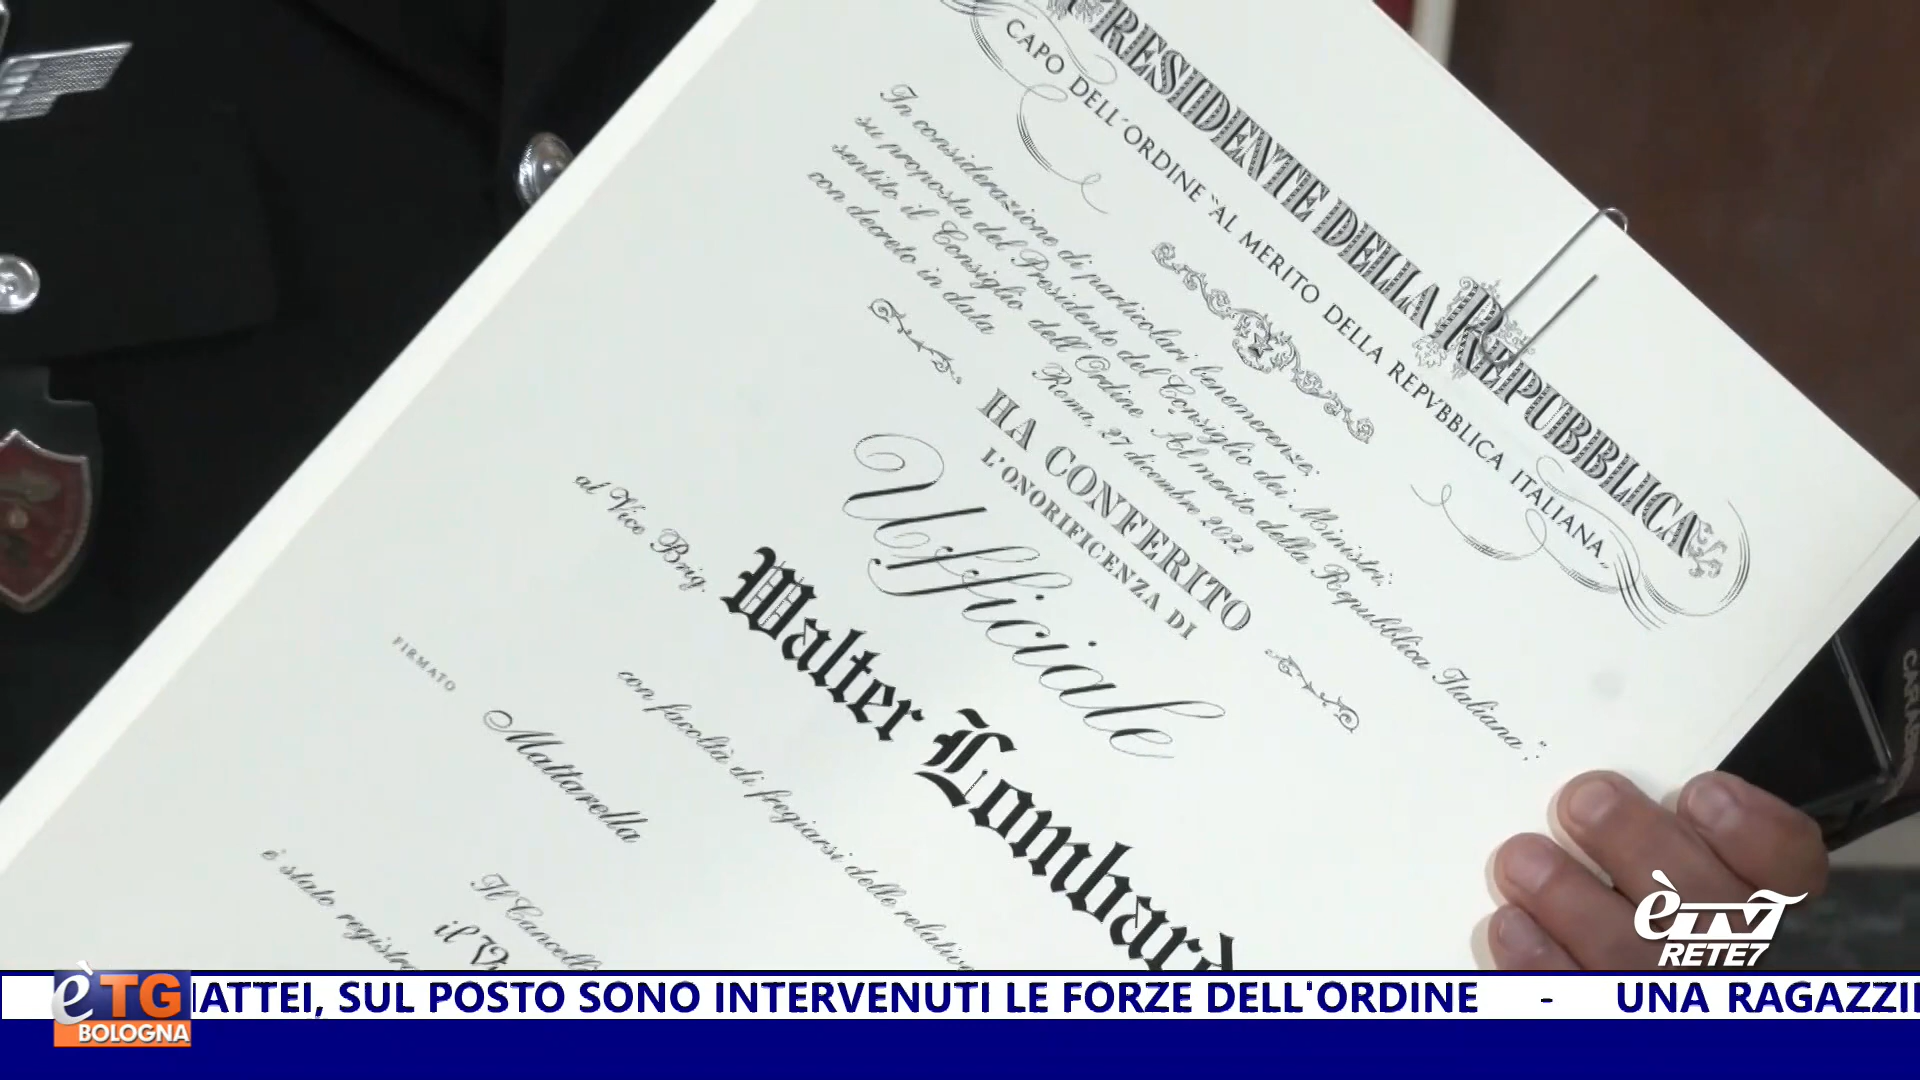 PRESIDENTE DELLA REPUBBLICA
CAPO DELL'ORDINE "AL MERITO DELLA REPVBBLICA ITALIANA„
In considerazione di particolari benemerenze;
su proposta del Presidente del Consiglio dei Ministri;
sentito il Consiglio dell'Ordine "Al merito della Repubblica Italiana";
con decreto in data Roma, 27 dicembre 2022
HA CONFERITO
L'ONORIFICENZA DI
Ufficiale
al Vice Brig.
Walter Lombard
con facoltà di fregiarsi delle relative
FIRMATO
Mattarella
Il Cancelli
è stato registra
il
CARABIN
èTV
RETE7
ATTEI, SUL POSTO SONO INTERVENUTI LE FORZE DELL'ORDINE - UNA RAGAZZI
èTG
BOLOGNA